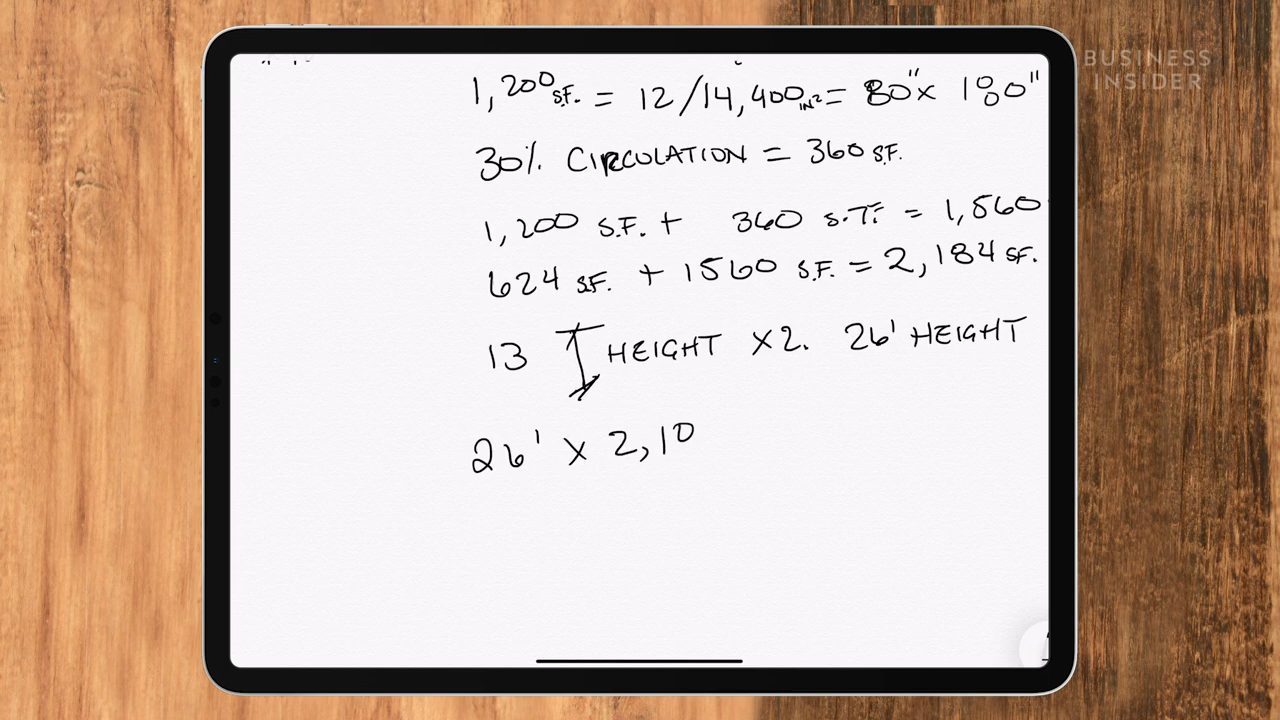 BUSINESS
INSIDER
1,200 S.F. = 12/14,400 IN² = 80" x 180"
30% CIRCULATION = 360 S.F.
1,200 S.F. + 360 S.F. = 1,560
624 S.F. + 1560 S.F. = 2,184 SF.
13 HEIGHT X2. 26' HEIGHT
26' X 2,10